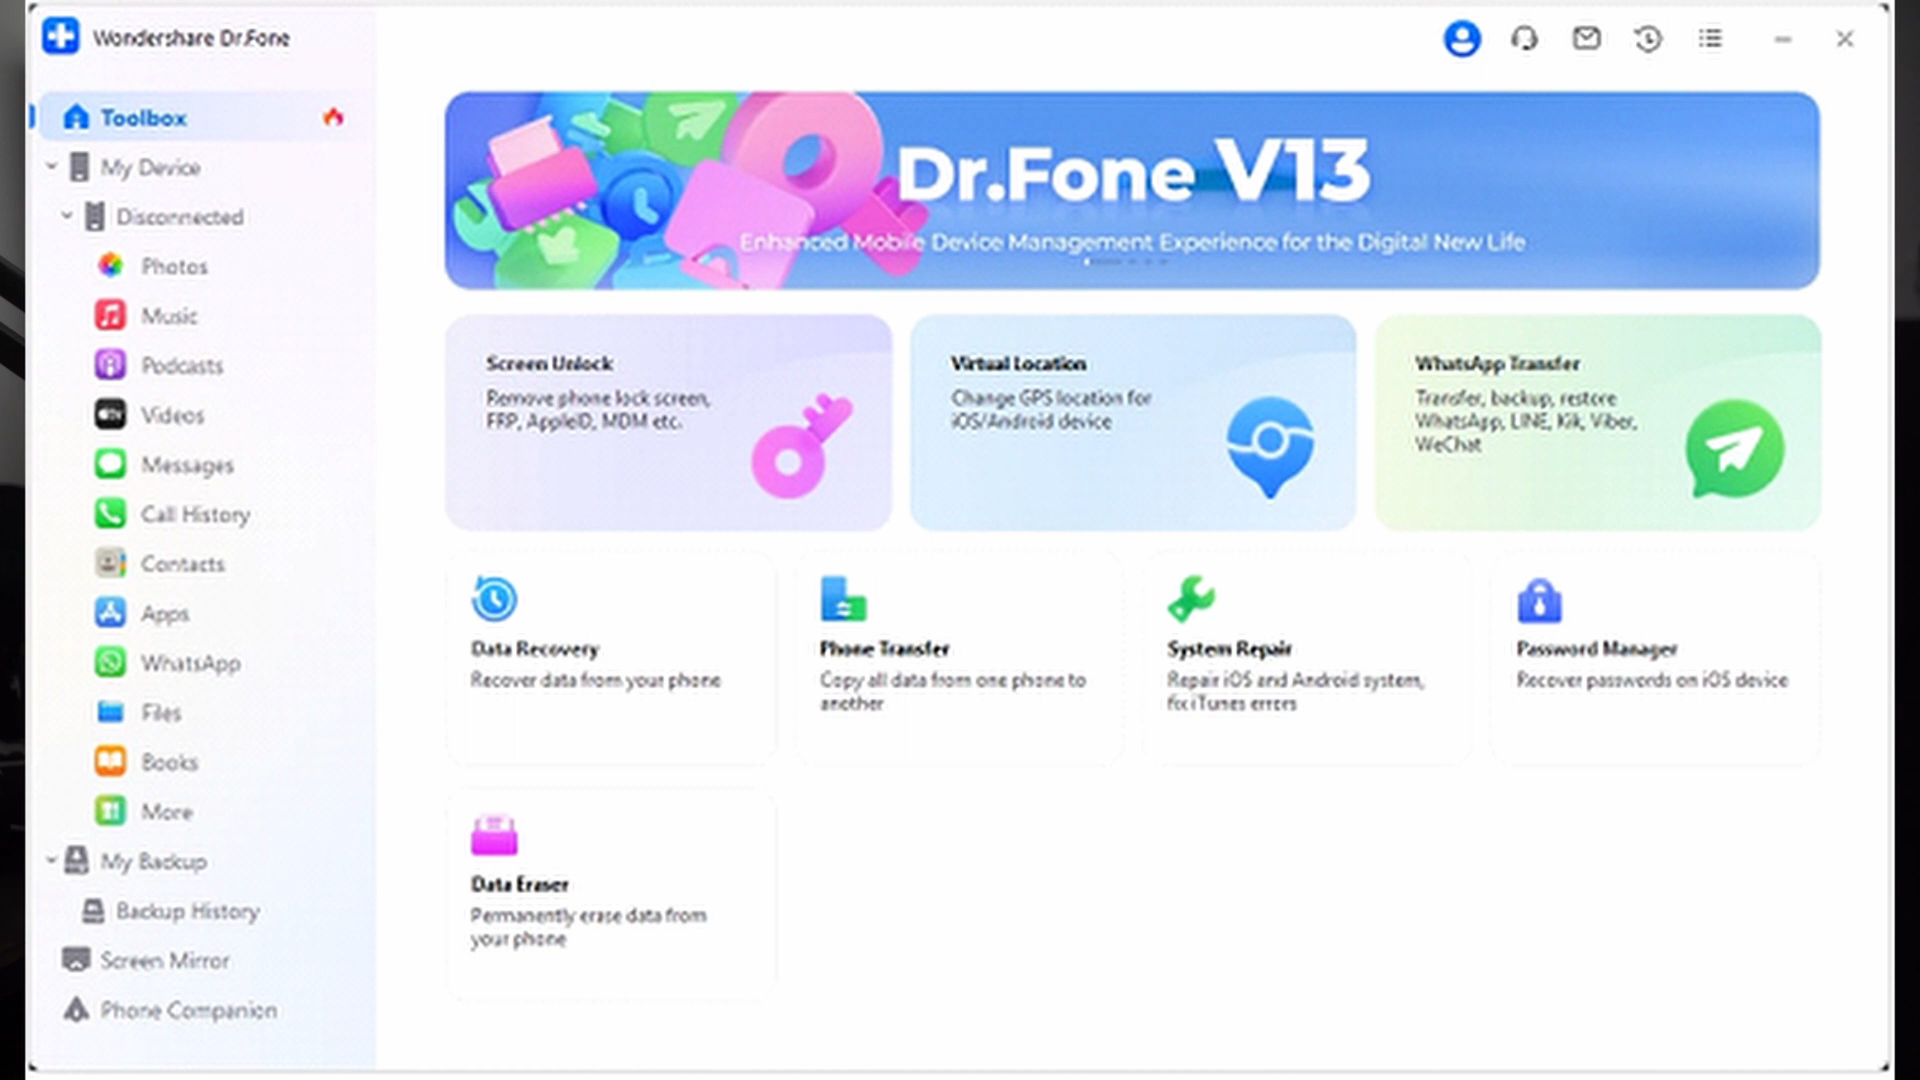 Wondershare Dr.Fone
Toolbox
My Device
Disconnected
Photos
Music
Podcasts
Videos
Messages
Call History
Contacts
Apps
WhatsApp
Files
Books
More
My Backup
Backup History
Screen Mirror
Phone Companion
Dr.Fone V13
Enhanced Mobile Device Management Experience for the Digital New Life
Screen Unlock
Remove phone lock screen,
FRP, AppleID, MDM etc.
Virtual Location
Change GPS location for
iOS/Android device
WhatsApp Transfer
Transfer, backup, restore
WhatsApp, LINE, Kik, Viber,
WeChat
Data Recovery
Recover data from your phone
Phone Transfer
Copy all data from one phone to
another
System Repair
Repair iOS and Android system,
fix iTunes errors
Password Manager
Recover passwords on iOS device
Data Eraser
Permanently erase data from
your phone